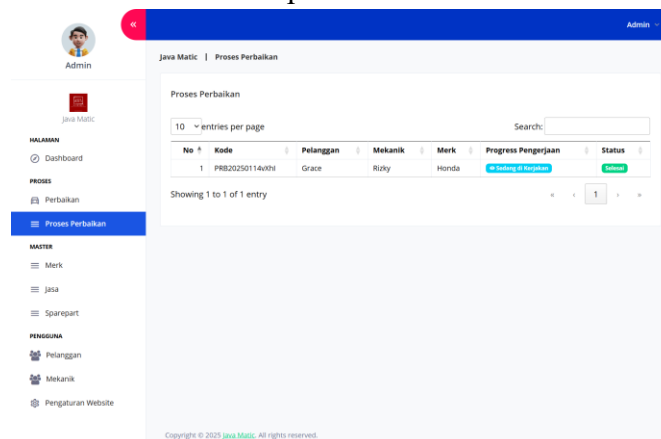 Admin
Admin
Java Matic | Proses Perbaikan
Java Matic
HALAMAN
Dashboard
PROSES
Perbaikan
Proses Perbaikan
MASTER
Merk
Jasa
Sparepart
PENGGUNA
Pelanggan
Mekanik
Pengaturan Website
Proses Perbaikan
10 entries per page Search:
No Kode Pelanggan Mekanik Merk Progress Pengerjaan Status
1 PRB20250114vXhI Grace Rizky Honda Sedang di Kerjakan Selesai
Showing 1 to 1 of 1 entry « ‹ 1 › »
Copyright © 2025 Java Matic. All rights reserved.